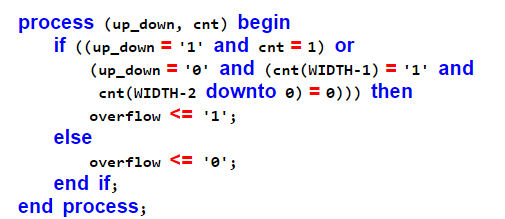 process (up_down, cnt) begin
if ((up_down = '1' and cnt = 1) or
(up_down = '0' and (cnt(WIDTH-1) = '1' and
cnt(WIDTH-2 downto 0) = 0))) then
overflow <= '1';
else
overflow <= '0';
end if;
end process;